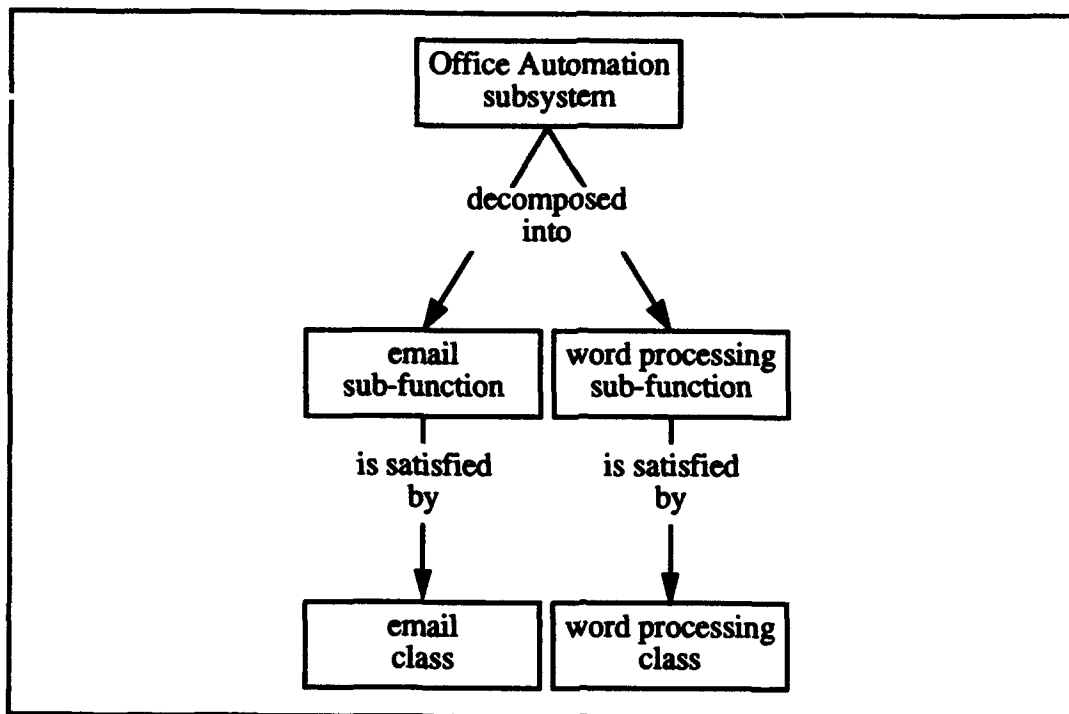 Office Automation
subsystem
decomposed
into
email
sub-function
word processing
sub-function
is satisfied
by
is satisfied
by
email
class
word processing
class